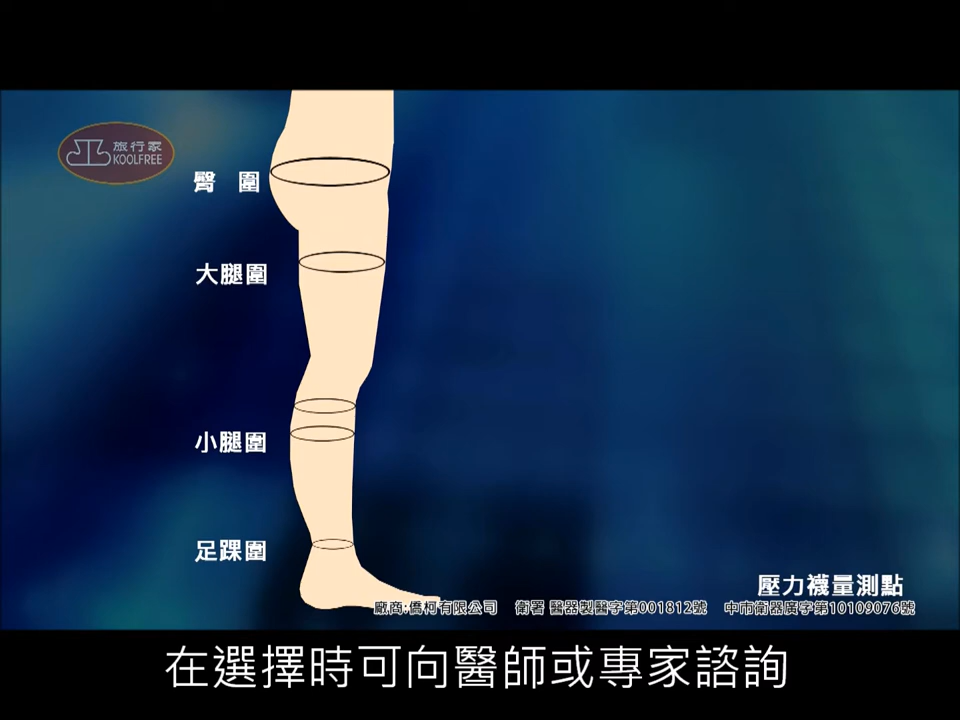 旅行家
KOOLFREE
臀 圍
大腿圍
小腿圍
足踝圍
壓力襪量測點
廠商:僑柯有限公司 衛署 醫器製醫字第001812號 中市衛器廣字第10109076號
在選擇時可向醫師或專家諮詢